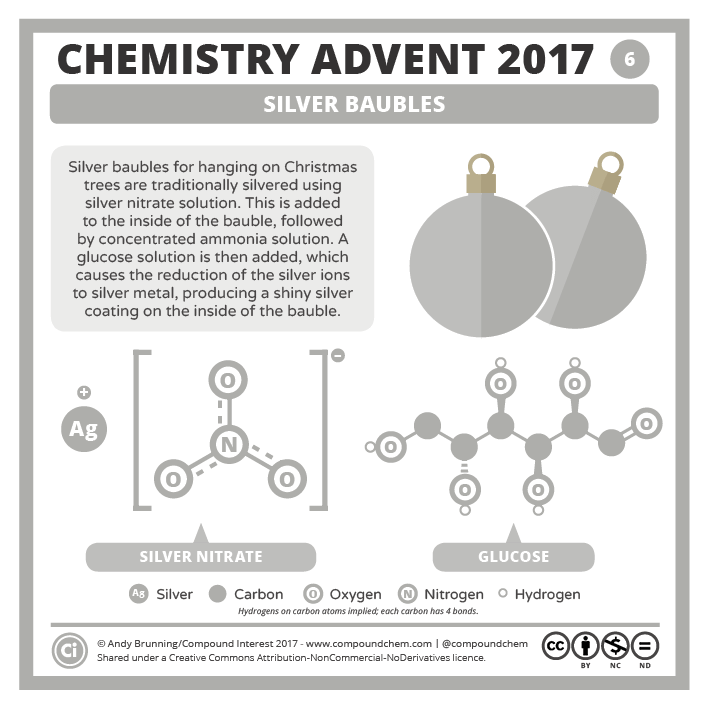 CHEMISTRY ADVENT 2017
6
SILVER BAUBLES
Silver baubles for hanging on Christmas
trees are traditionally silvered using
silver nitrate solution. This is added
to the inside of the bauble, followed
by concentrated ammonia solution. A
glucose solution is then added, which
causes the reduction of the silver ions
to silver metal, producing a shiny silver
coating on the inside of the bauble.
+
Ag
−
O
N
O
O
O
O
O
O
O
O
SILVER NITRATE
GLUCOSE
Ag Silver
Carbon
O Oxygen
N Nitrogen
Hydrogen
Hydrogens on carbon atoms implied; each carbon has 4 bonds.
Ci
© Andy Brunning/Compound Interest 2017 - www.compoundchem.com | @compoundchem
Shared under a Creative Commons Attribution-NonCommercial-NoDerivatives licence.
cc
$
=
BY
NC
ND